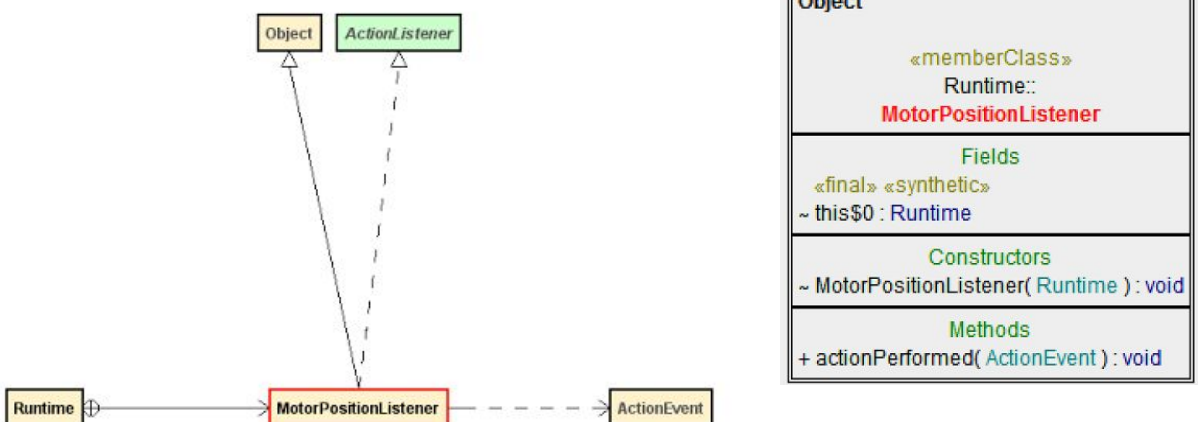 Object ActionListener
Runtime MotorPositionListener ActionEvent
Object
«memberClass»
Runtime::
MotorPositionListener
Fields
«final» «synthetic»
~ this$0 : Runtime
Constructors
~ MotorPositionListener( Runtime ) : void
Methods
+ actionPerformed( ActionEvent ) : void